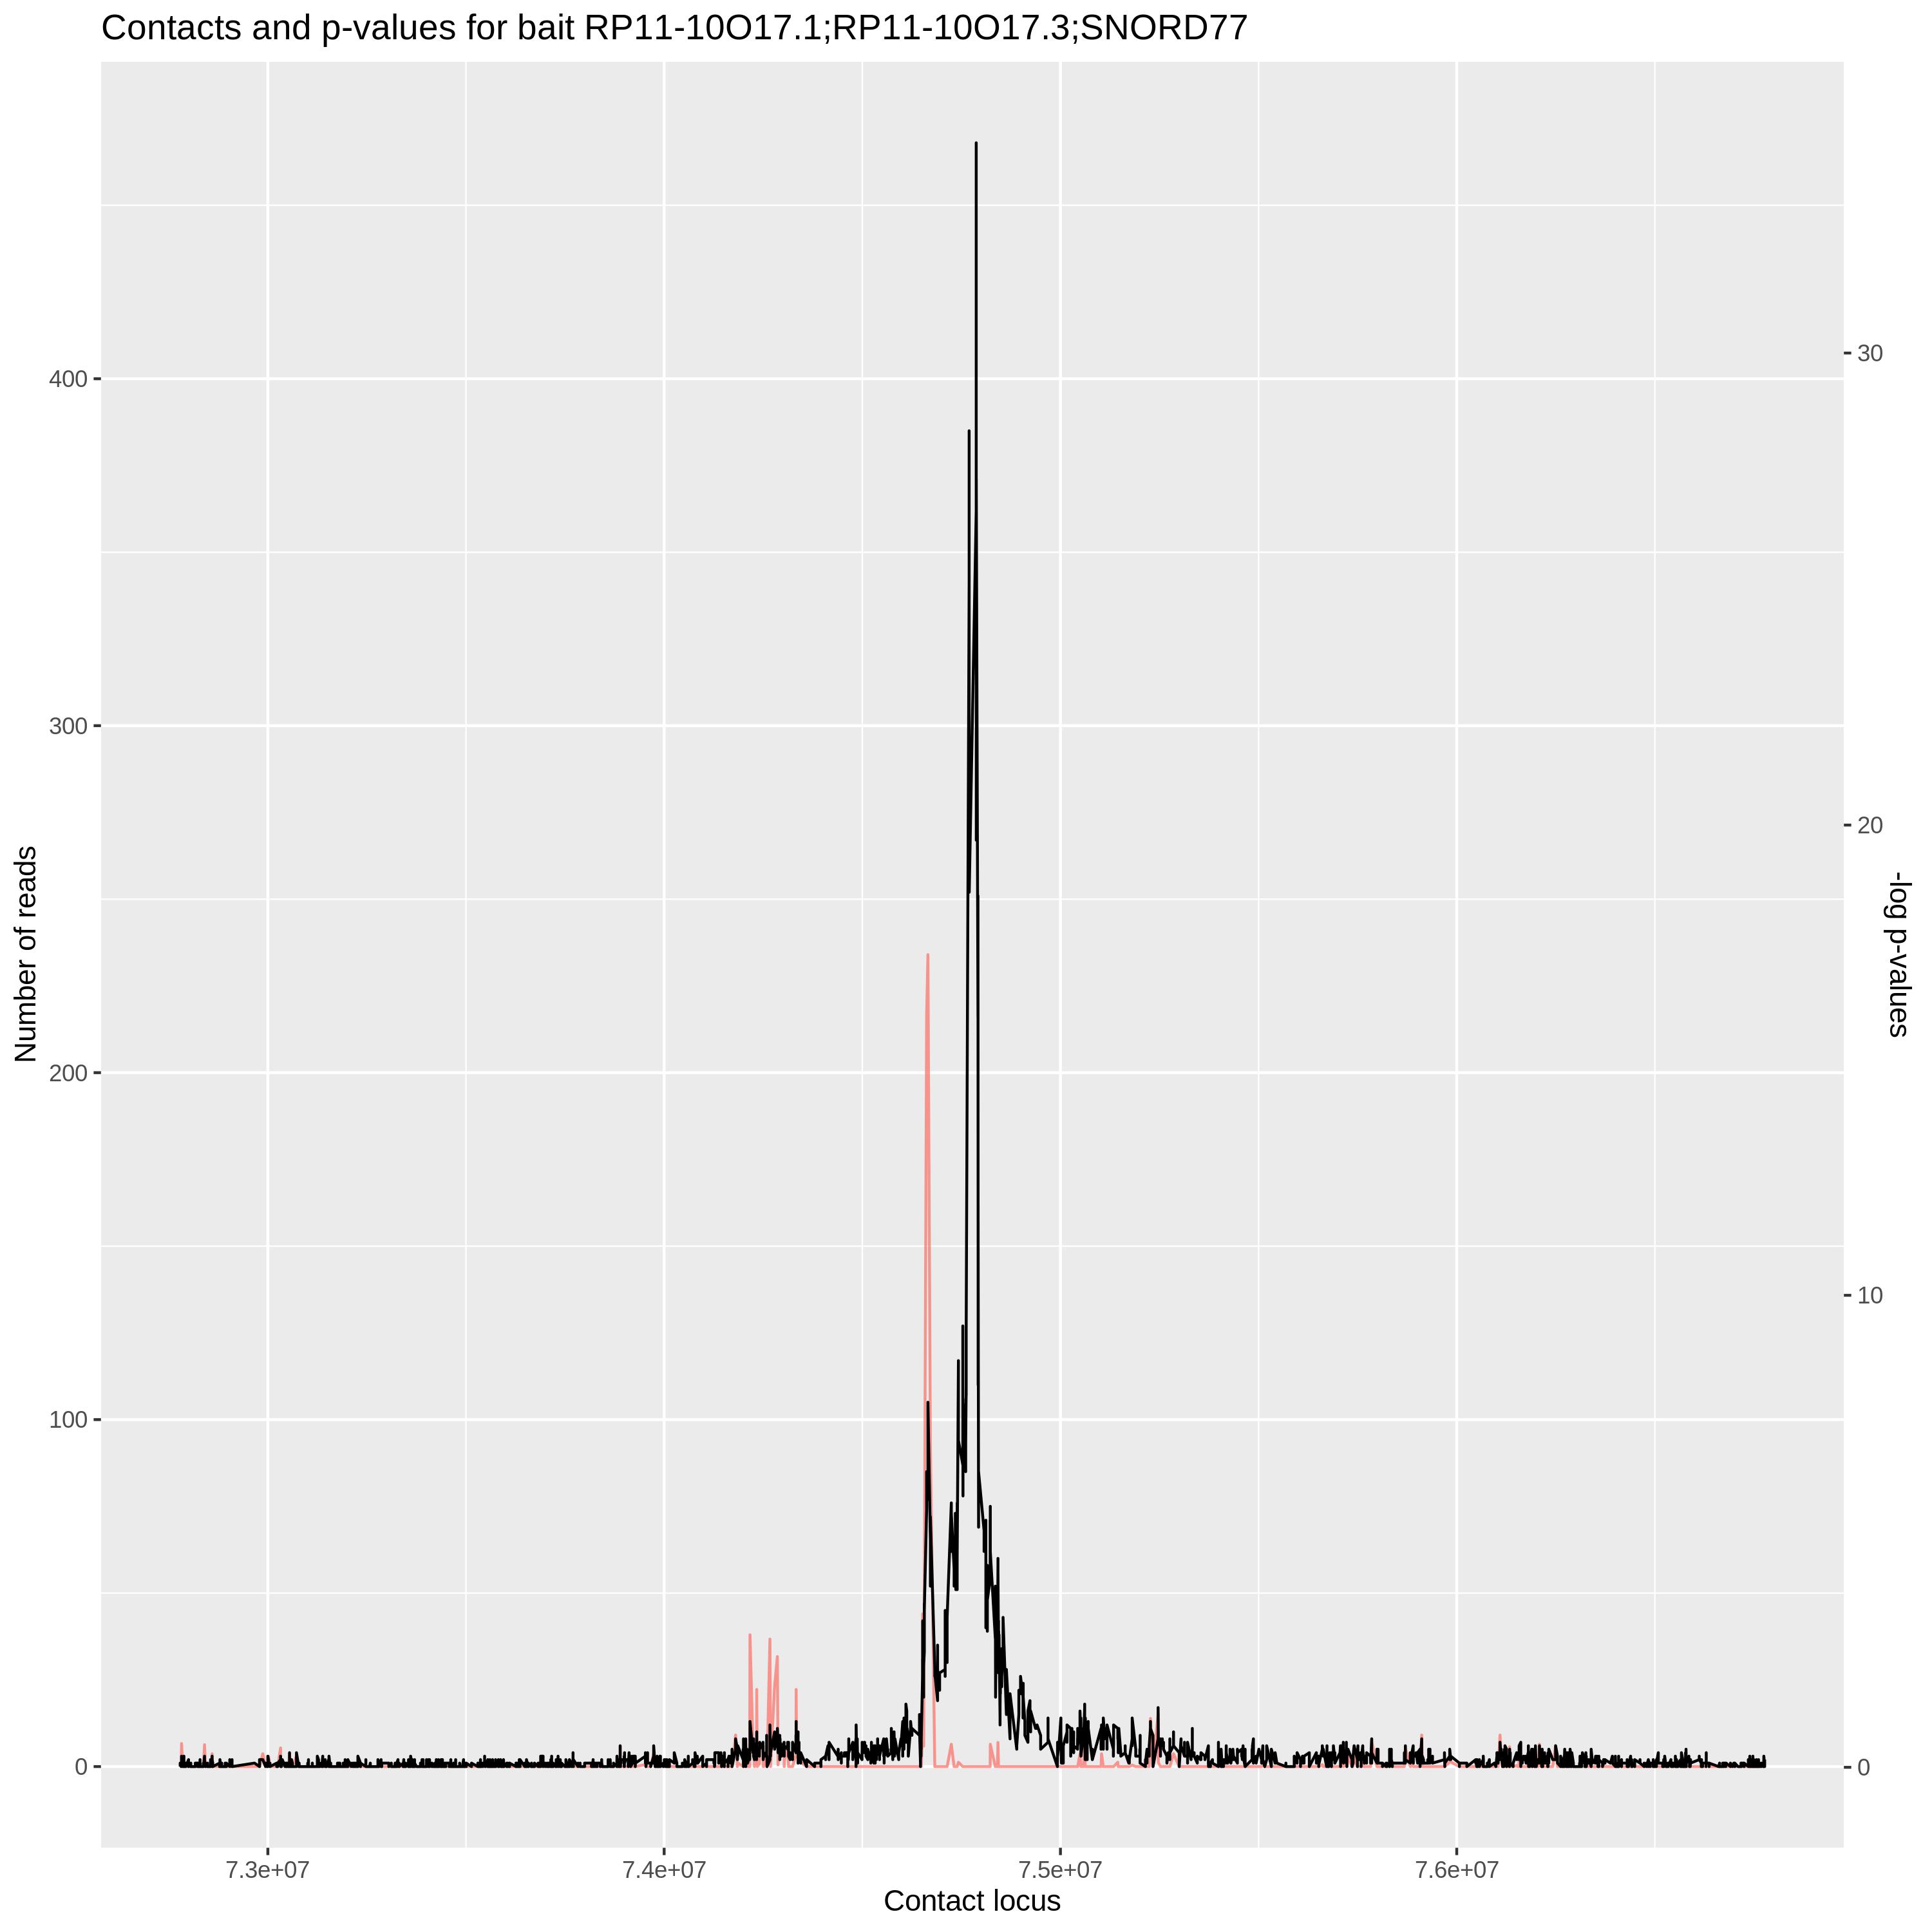 Contacts and p-values for bait RP11-10O17.1;RP11-10O17.3;SNORD77
400
300
200
100
0
Number of reads
30
20
10
0
-log p-values
7.3e+07
7.4e+07
7.5e+07
7.6e+07
Contact locus